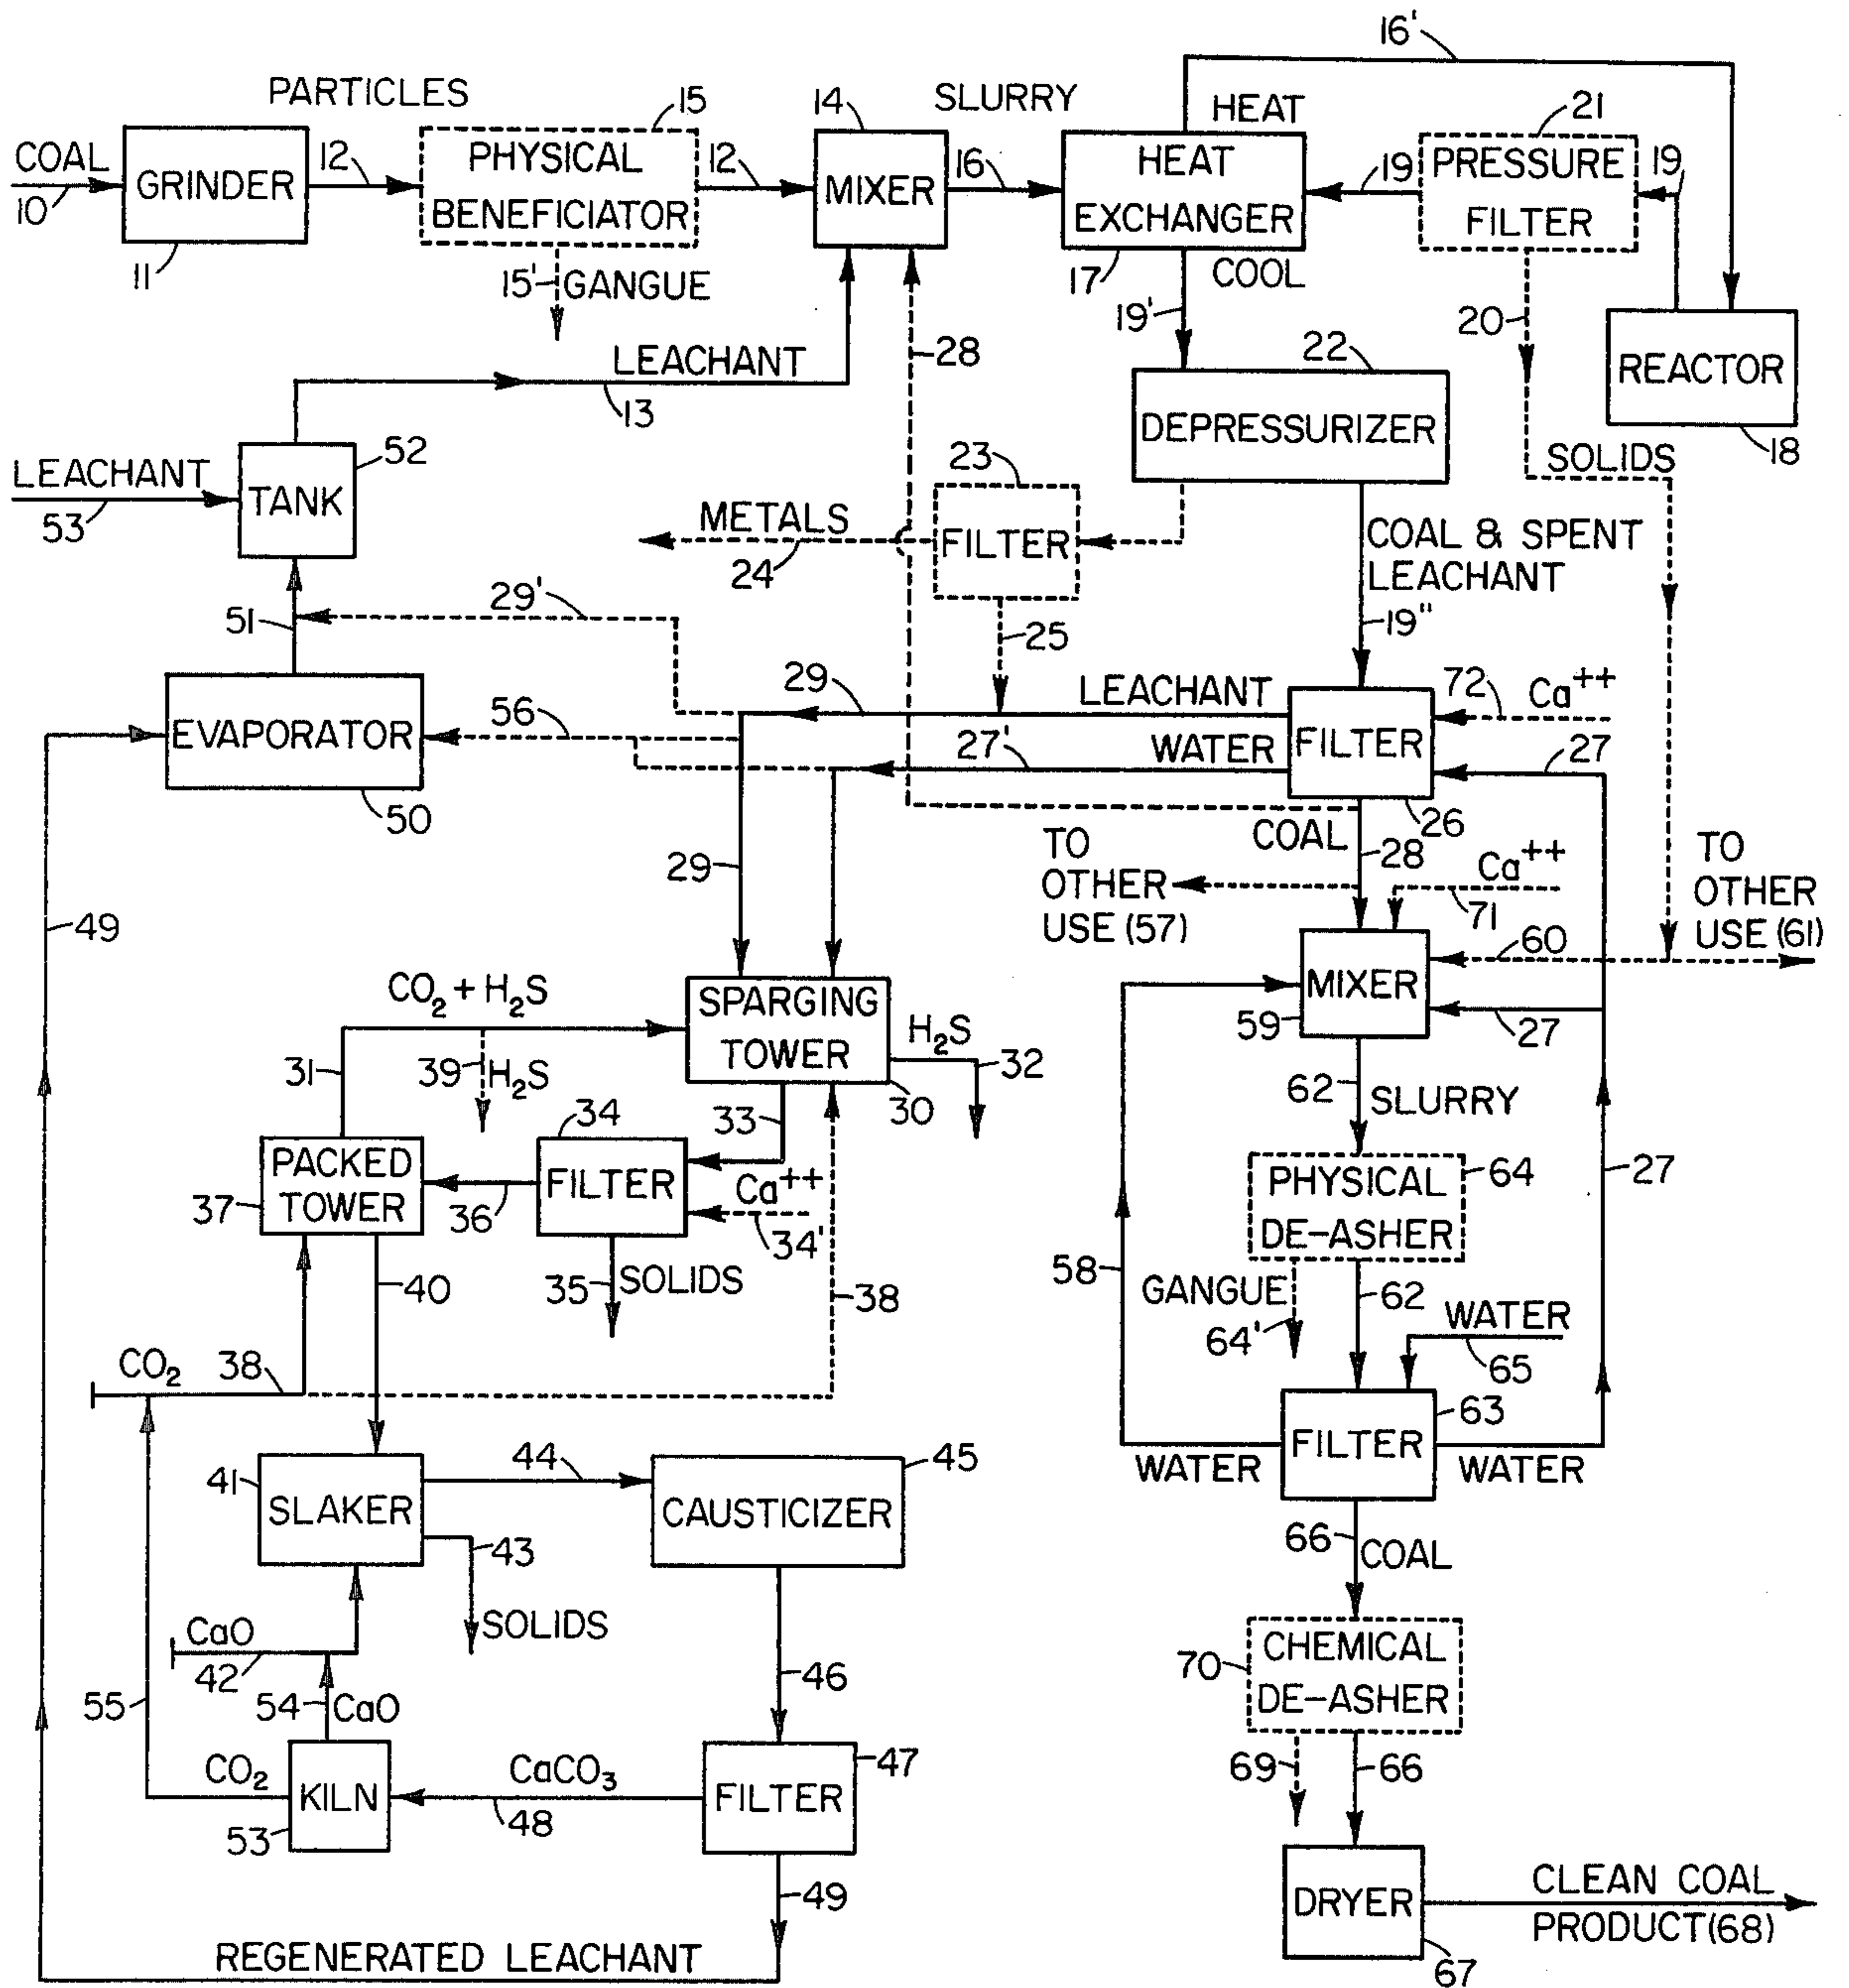 16'
PARTICLES
15
14
SLURRY
HEAT
21
COAL
10
GRINDER
11
12
PHYSICAL
BENEFICIATOR
12
MIXER
16
HEAT
EXCHANGER
17
COOL
19
PRESSURE
FILTER
19
15'
GANGUE
19'
20
REACTOR
18
LEACHANT
13
28
22
DEPRESSURIZER
SOLIDS
LEACHANT
53
TANK
52
METALS
24
23
FILTER
COAL & SPENT
LEACHANT
29'
51
25
19"
29
LEACHANT
72
Ca++
EVAPORATOR
50
56
27'
WATER
FILTER
26
27
COAL
28
TO
OTHER
USE (57)
Ca++
71
TO
OTHER
USE (61)
29
49
60
MIXER
59
27
CO2 + H2S
SPARGING
TOWER
30
H2S
32
31
39
H2S
33
62
SLURRY
34
PACKED
TOWER
37
36
FILTER
Ca++
34'
PHYSICAL
DE-ASHER
64
27
40
35
SOLIDS
38
58
GANGUE
64'
62
WATER
65
CO2
38
FILTER
63
WATER
WATER
41
SLAKER
44
CAUSTICIZER
45
43
SOLIDS
66
COAL
CaO
42
54
CaO
55
46
70
CHEMICAL
DE-ASHER
CO2
KILN
53
CaCO3
48
FILTER
47
69
66
49
DRYER
67
CLEAN COAL
PRODUCT (68)
REGENERATED LEACHANT